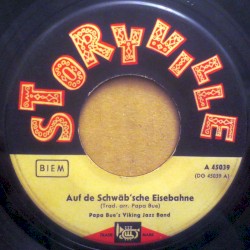 STORYVILLE
BIEM
A 45039
(DO 45039 A)
Auf de Schwäb'sche Eisebahne
(Trad. arr. Papa Bue)
Papa Bue's Viking Jazz Band